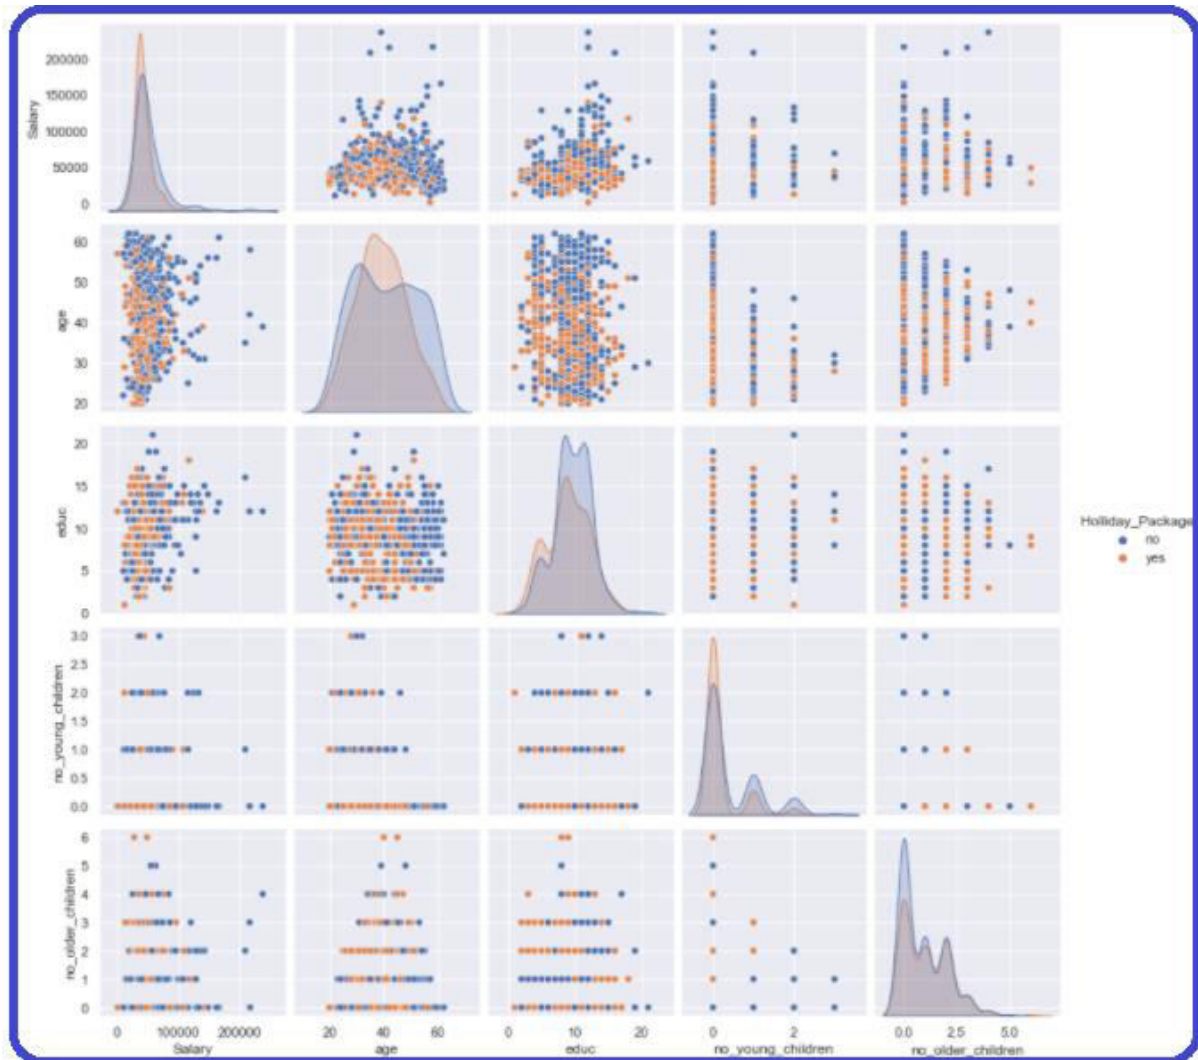 Salary
200000
150000
100000
50000
0
age
60
50
40
30
20
educ
20
15
10
5
0
Holliday_Package
no
yes
no_young_children
3.0
2.5
2.0
1.5
1.0
0.5
0.0
no_older_children
6
5
4
3
2
1
0
0 100000 200000
20 40 60
0 10 20
0 2
0.0 2.5 5.0
Salary age educ no_young_children no_older_children